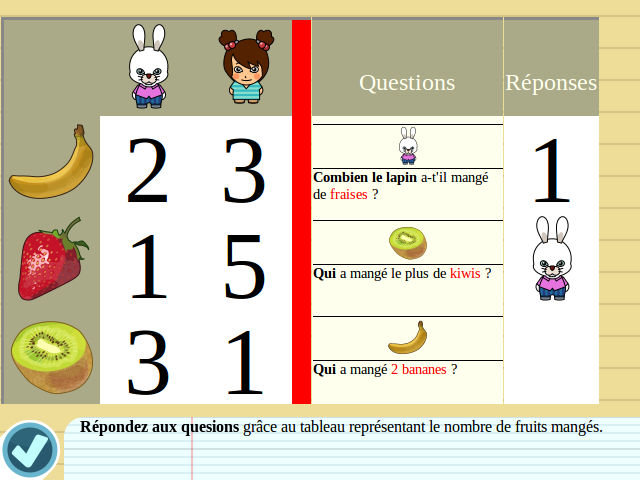 Questions
Réponses
2 3
1 5
3 1
Combien le lapin a-t'il mangé
de fraises ?
1
Qui a mangé le plus de kiwis ?
Qui a mangé 2 bananes ?
Répondez aux quesions grâce au tableau représentant le nombre de fruits mangés.